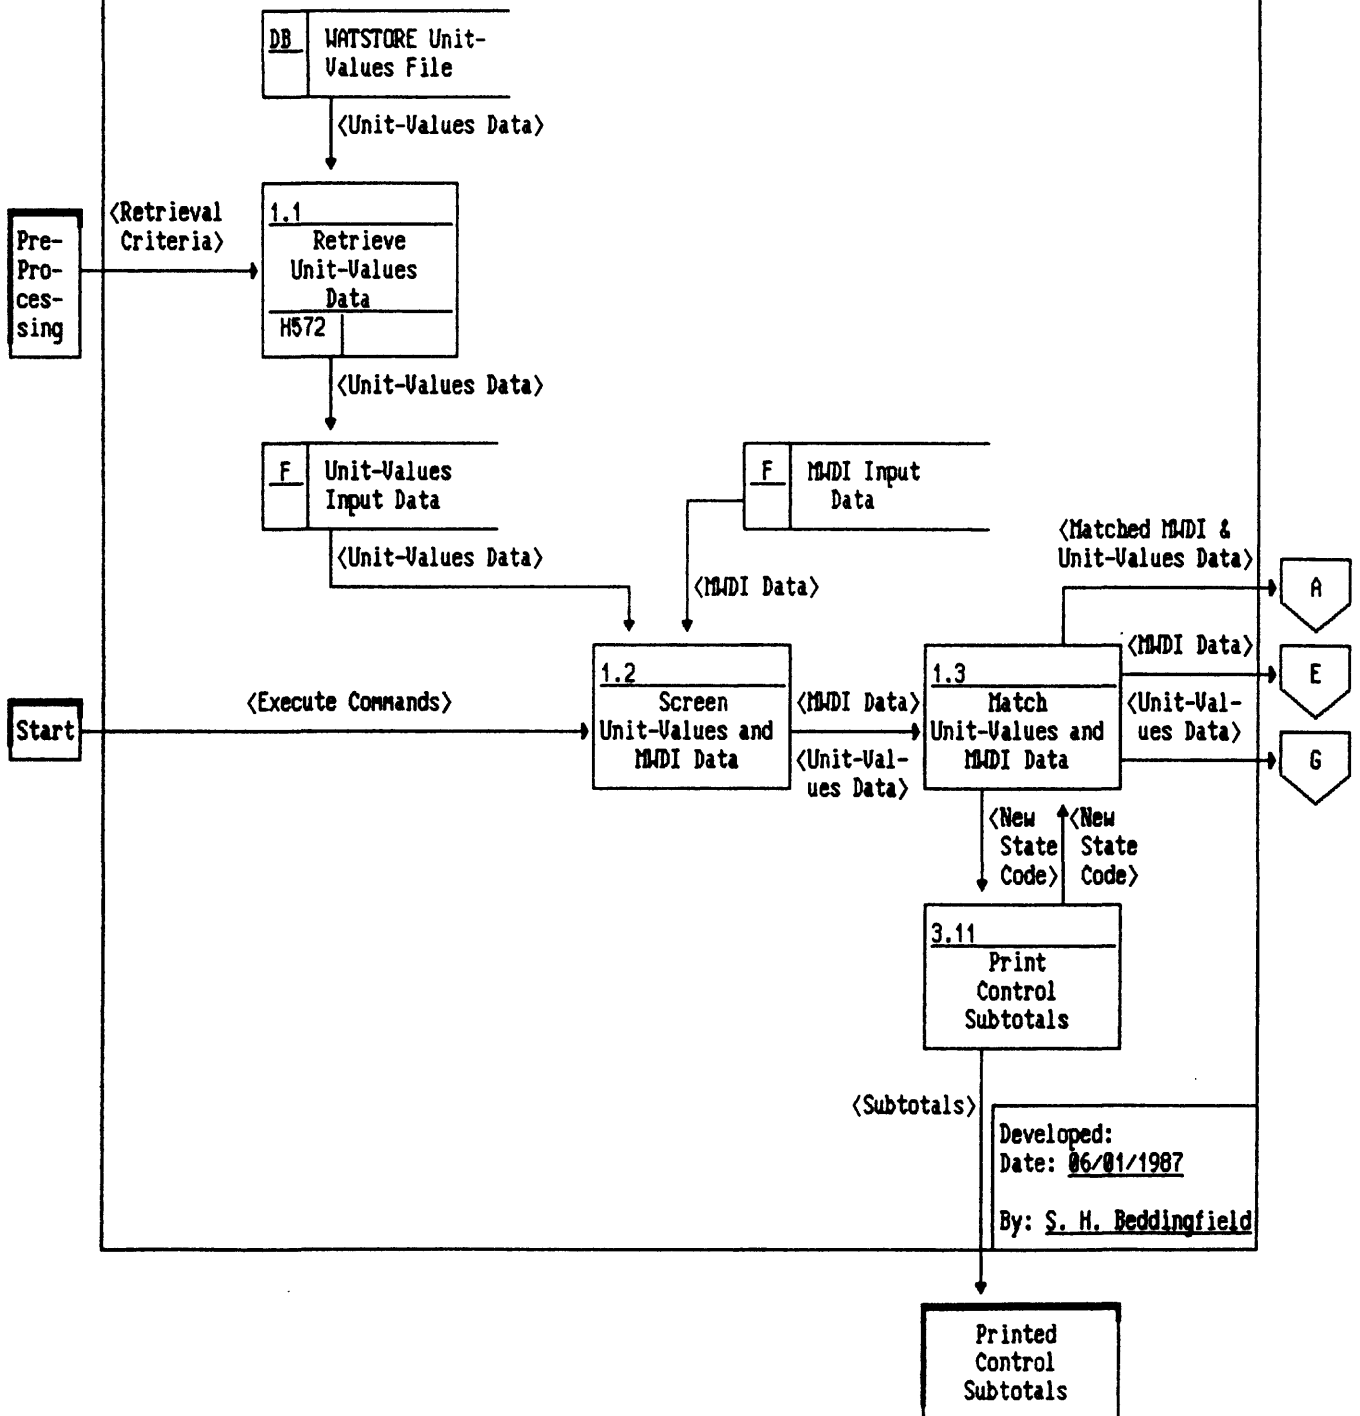 DB WATSTORE Unit-
Values File
<Unit-Values Data>
<Retrieval
Criteria>
Pre-
Pro-
ces-
sing
1.1
Retrieve
Unit-Values
Data
H572
<Unit-Values Data>
F Unit-Values
Input Data
F MWDI Input
Data
<Unit-Values Data>
<MWDI Data>
<Matched MWDI &
Unit-Values Data>
A
<MWDI Data>
E
<Unit-Val-
ues Data>
G
Start
<Execute Commands>
1.2
Screen
Unit-Values and
MWDI Data
<MWDI Data>
<Unit-Val-
ues Data>
1.3
Match
Unit-Values and
MWDI Data
<New
State
Code>
<New
State
Code>
3.11
Print
Control
Subtotals
<Subtotals>
Developed:
Date: 06/01/1987
By: S. H. Beddingfield
Printed
Control
Subtotals